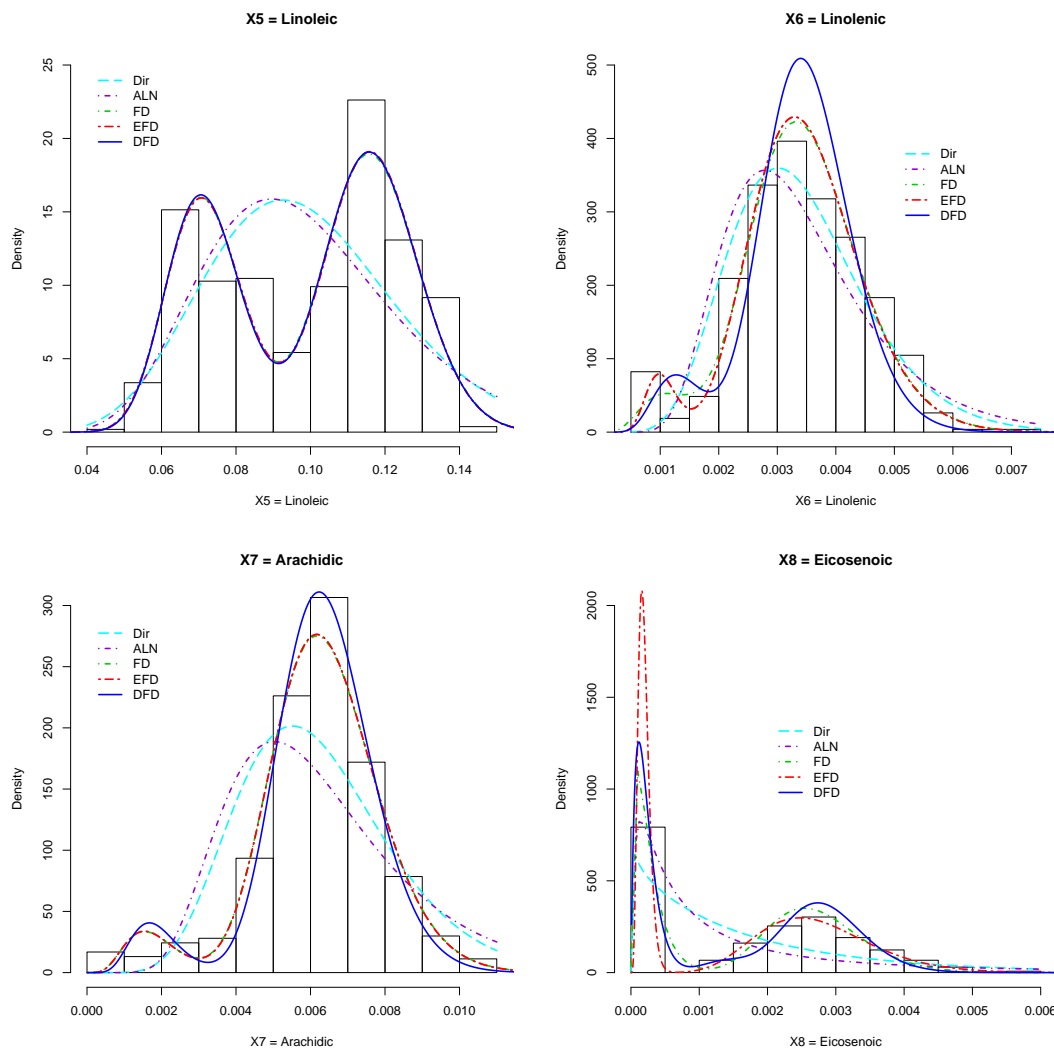 X5 = Linoleic
25
20
15
10
5
0
Density
Dir
ALN
FD
EFD
DFD
0.04 0.06 0.08 0.10 0.12 0.14
X5 = Linoleic
X6 = Linolenic
500
400
300
200
100
0
Density
Dir
ALN
FD
EFD
DFD
0.001 0.002 0.003 0.004 0.005 0.006 0.007
X6 = Linolenic
X7 = Arachidic
300
250
200
150
100
50
0
Density
Dir
ALN
FD
EFD
DFD
0.000 0.002 0.004 0.006 0.008 0.010
X7 = Arachidic
X8 = Eicosenoic
2000
1500
1000
500
0
Density
Dir
ALN
FD
EFD
DFD
0.000 0.001 0.002 0.003 0.004 0.005 0.006
X8 = Eicosenoic